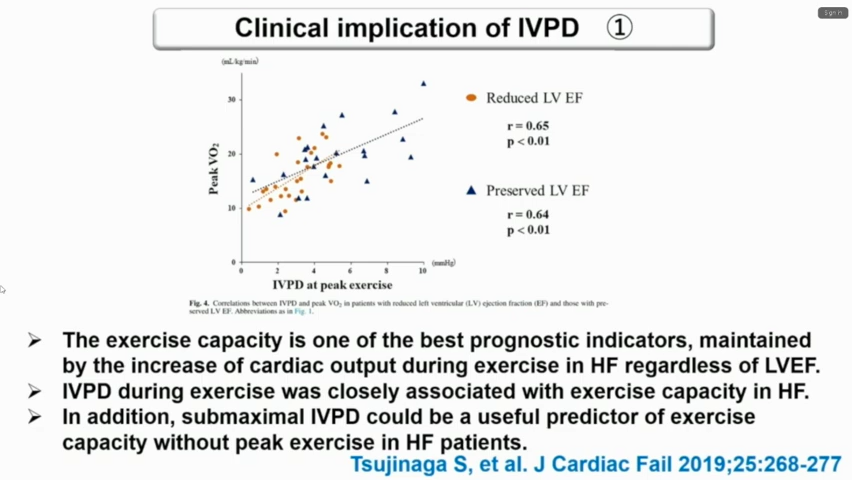 Sign in
Clinical implication of IVPD ①
(mL/kg/min)
30
20
10
0
Peak VO₂
0 2 4 6 8 10 (mmHg)
IVPD at peak exercise
Reduced LV EF
r = 0.65
p < 0.01
Preserved LV EF
r = 0.64
p < 0.01
Fig. 4. Correlations between IVPD and peak VO₂ in patients with reduced left ventricular (LV) ejection fraction (EF) and those with pre-
served LV EF. Abbreviations as in Fig. 1.
➢ The exercise capacity is one of the best prognostic indicators, maintained
by the increase of cardiac output during exercise in HF regardless of LVEF.
➢ IVPD during exercise was closely associated with exercise capacity in HF.
➢ In addition, submaximal IVPD could be a useful predictor of exercise
capacity without peak exercise in HF patients.
Tsujinaga S, et al. J Cardiac Fail 2019;25:268-277